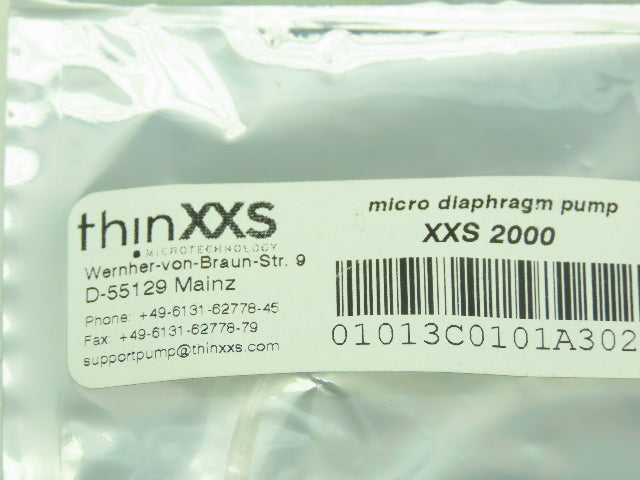 thinXXS
MICROTECHNOLOGY
Wernher-von-Braun-Str. 9
D-55129 Mainz
Phone: +49-6131-62778-45
Fax: +49-6131-62778-79
supportpump@thinxxs.com
micro diaphragm pump
XXS 2000
01013C0101A302